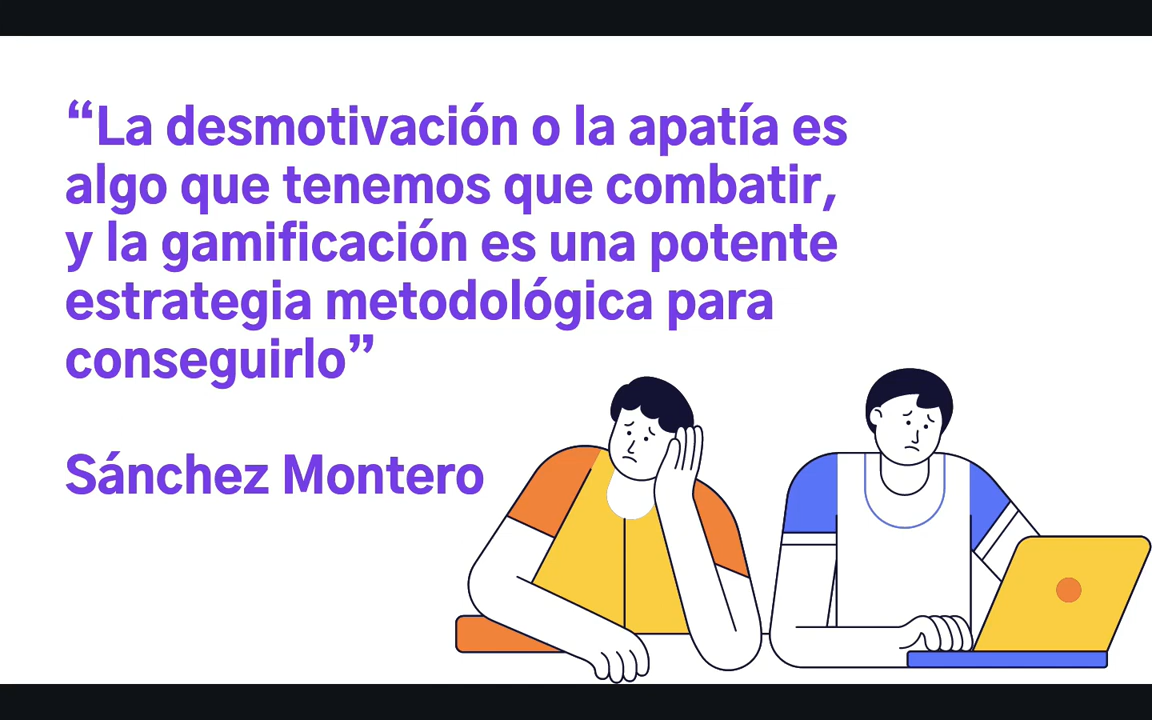 “La desmotivación o la apatía es
algo que tenemos que combatir,
y la gamificación es una potente
estrategia metodológica para
conseguirlo”
Sánchez Montero